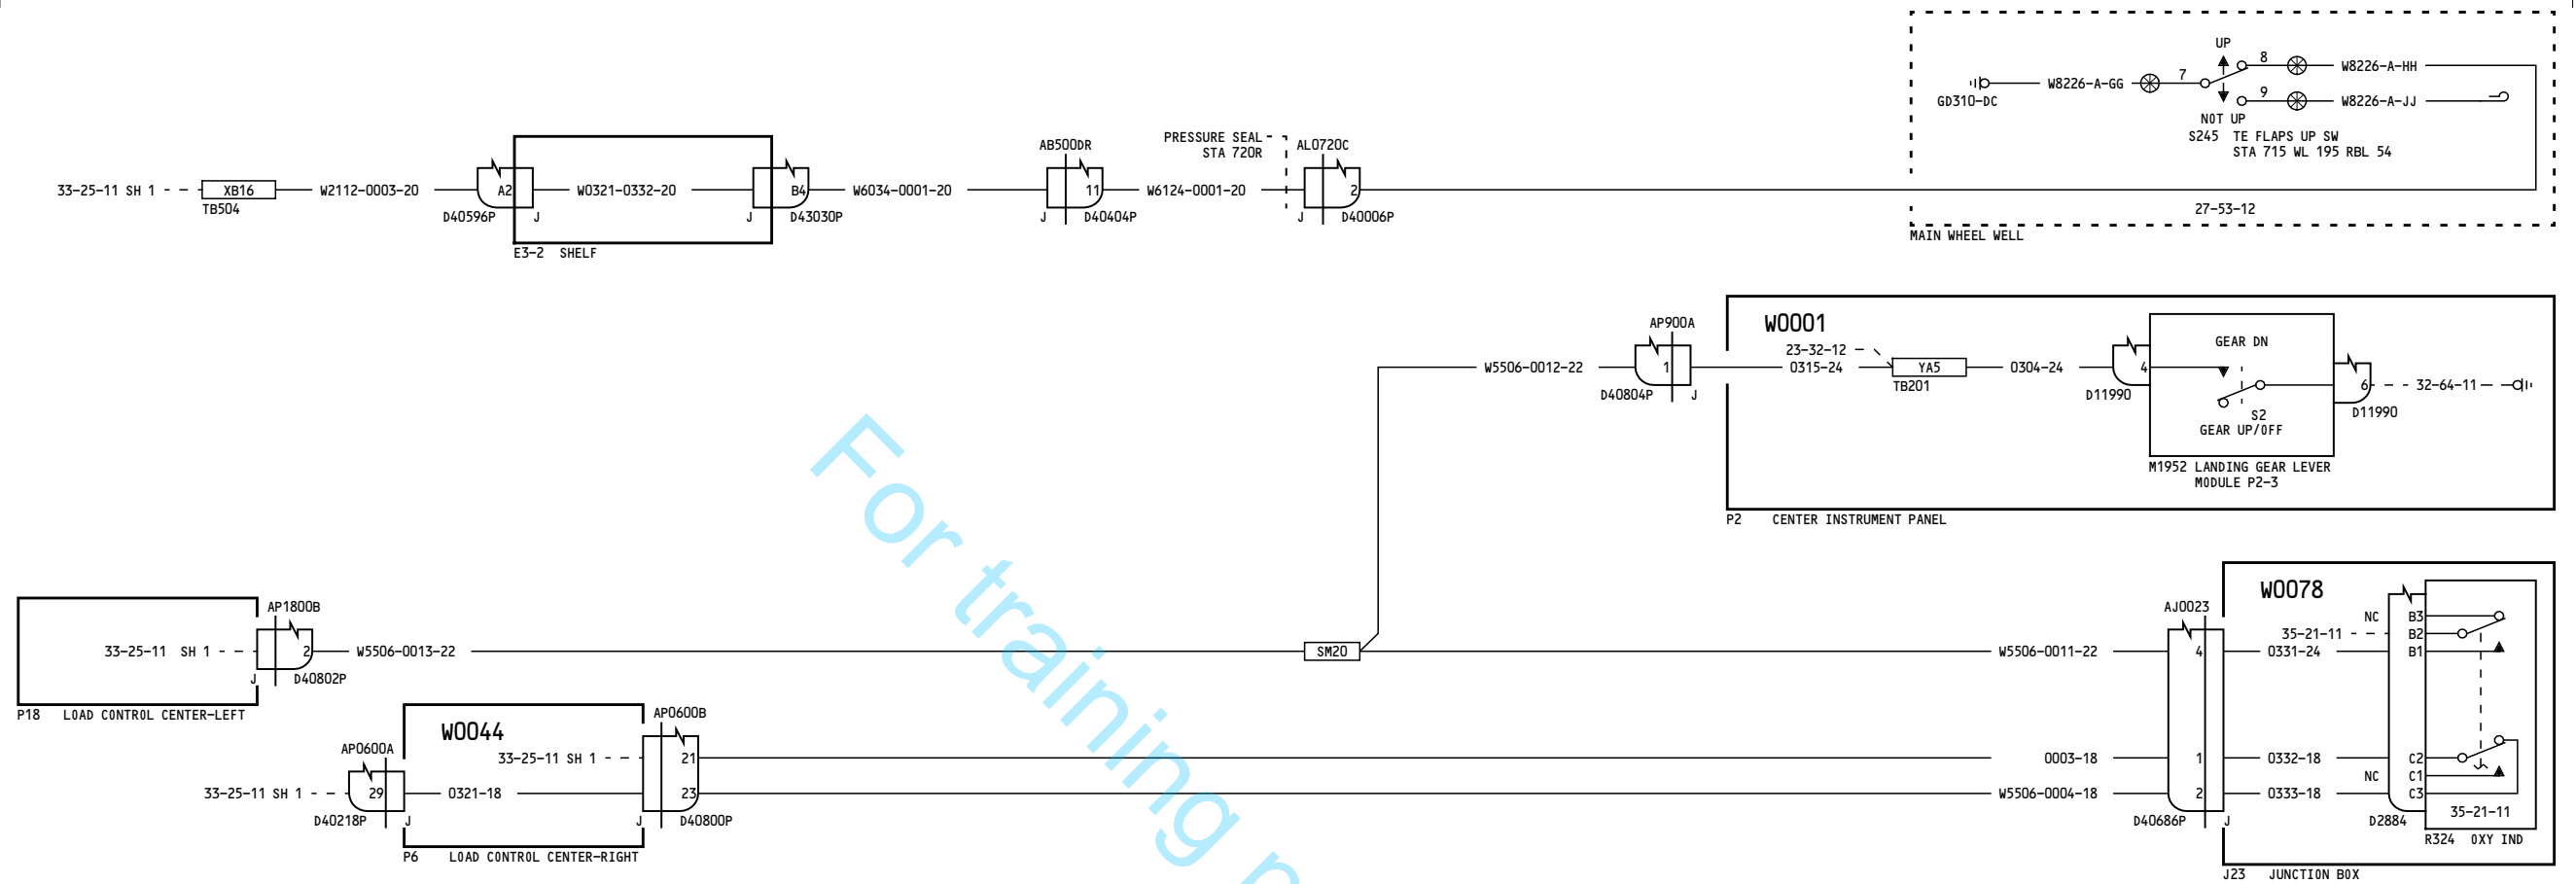 UP
8
W8226-A-HH
7
W8226-A-GG
GD310-DC
9
W8226-A-JJ
NOT UP
S245 TE FLAPS UP SW
STA 715 WL 195 RBL 54
PRESSURE SEAL
STA 720R
AB500DR
AL0720C
33-25-11 SH 1
XB16
TB504
W2112-0003-20
A2
D40596P
J
W0321-0332-20
J
B4
D43030P
E3-2 SHELF
W6034-0001-20
11
J
D40404P
W6124-0001-20
2
J
D40006P
27-53-12
MAIN WHEEL WELL
AP900A
W0001
23-32-12
W5506-0012-22
1
D40804P
J
0315-24
YA5
TB201
0304-24
4
D11990
GEAR DN
S2
GEAR UP/OFF
6
D11990
32-64-11
M1952 LANDING GEAR LEVER
MODULE P2-3
P2 CENTER INSTRUMENT PANEL
AP1800B
33-25-11 SH 1
2
J
D40802P
W5506-0013-22
SM20
P18 LOAD CONTROL CENTER-LEFT
W5506-0011-22
AJ0023
W0078
NC
B3
35-21-11
B2
4
0331-24
B1
AP0600A
W0044
AP0600B
33-25-11 SH 1
21
0003-18
1
0332-18
C2
NC
C1
33-25-11 SH 1
29
0321-18
23
W5506-0004-18
2
0333-18
C3
D40218P
J
J
D40800P
D40686P
J
D2884
35-21-11
R324 OXY IND
P6 LOAD CONTROL CENTER-RIGHT
J23 JUNCTION BOX
For training